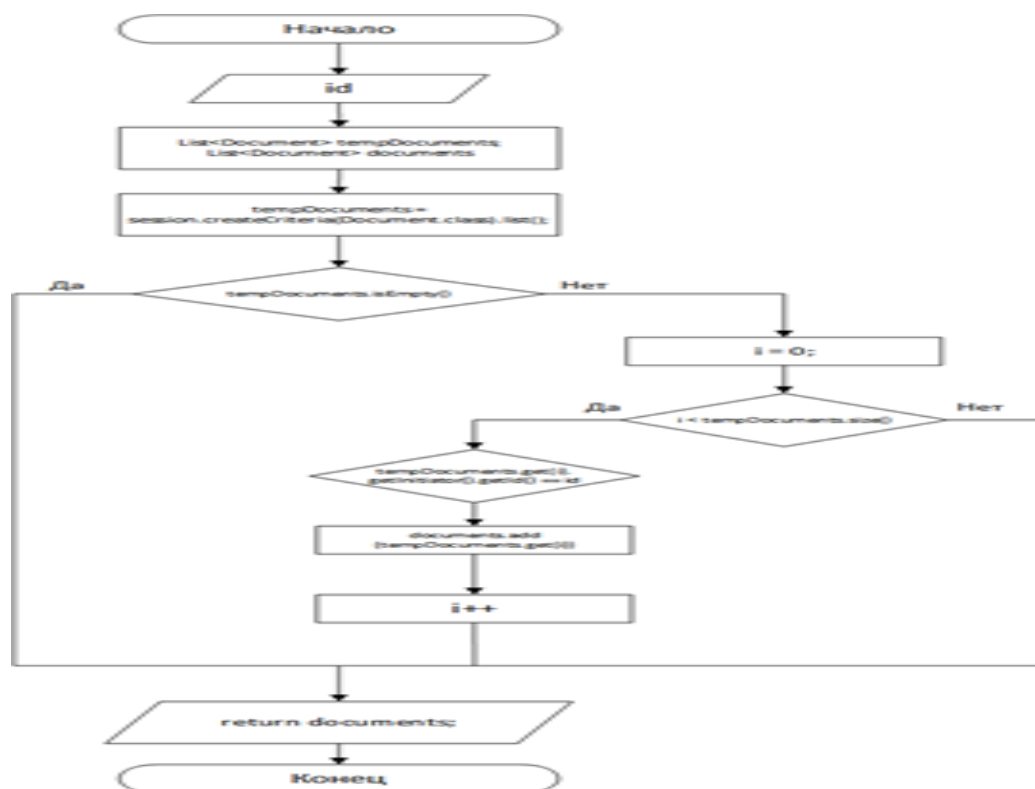 Начало
id
List<Document> tempDocuments;
List<Document> documents
tempDocuments =
session.createCriteria(Document.class).list();
Да
Нет
tempDocuments.isEmpty()
i = 0;
Да
Нет
i < tempDocuments.size()
tempDocuments.get(i).
getInitiator().getId() == id
documents.add
(tempDocuments.get(i))
i++
return documents;
Конец